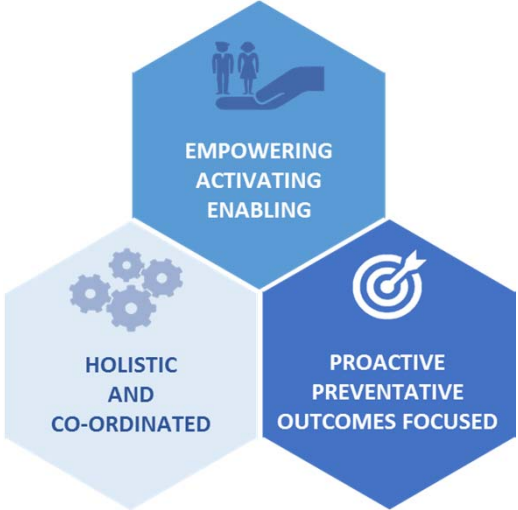 EMPOWERING
ACTIVATING
ENABLING
HOLISTIC
AND
CO-ORDINATED
PROACTIVE
PREVENTATIVE
OUTCOMES FOCUSED